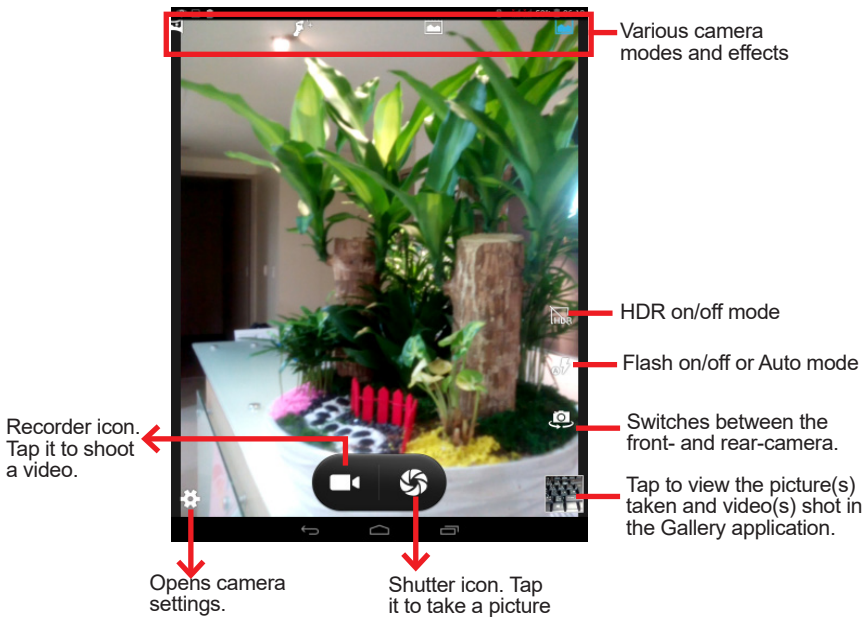 Various camera
modes and effects
HDR
HDR on/off mode
Flash on/off or Auto mode
Switches between the
front- and rear-camera.
Recorder icon.
Tap it to shoot
a video.
Tap to view the picture(s)
taken and video(s) shot in
the Gallery application.
Opens camera
settings.
Shutter icon. Tap
it to take a picture